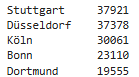 Stuttgart 37921
Düsseldorf 37378
Köln 30061
Bonn 23110
Dortmund 19555